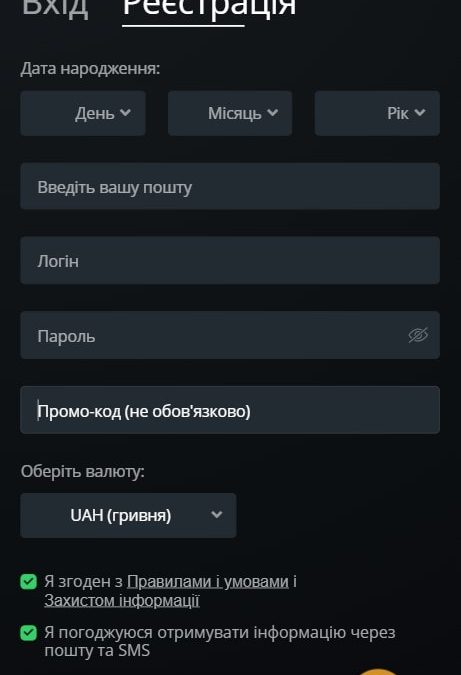 Вхід Реєстрація
Дата народження:
День Місяць Рік
Введіть вашу пошту
Логін
Пароль
Промо-код (не обов'язково)
Оберіть валюту:
UAH (гривня)
Я згоден з Правилами і умовами і
Захистом інформації
Я погоджуюся отримувати інформацію через
пошту та SMS